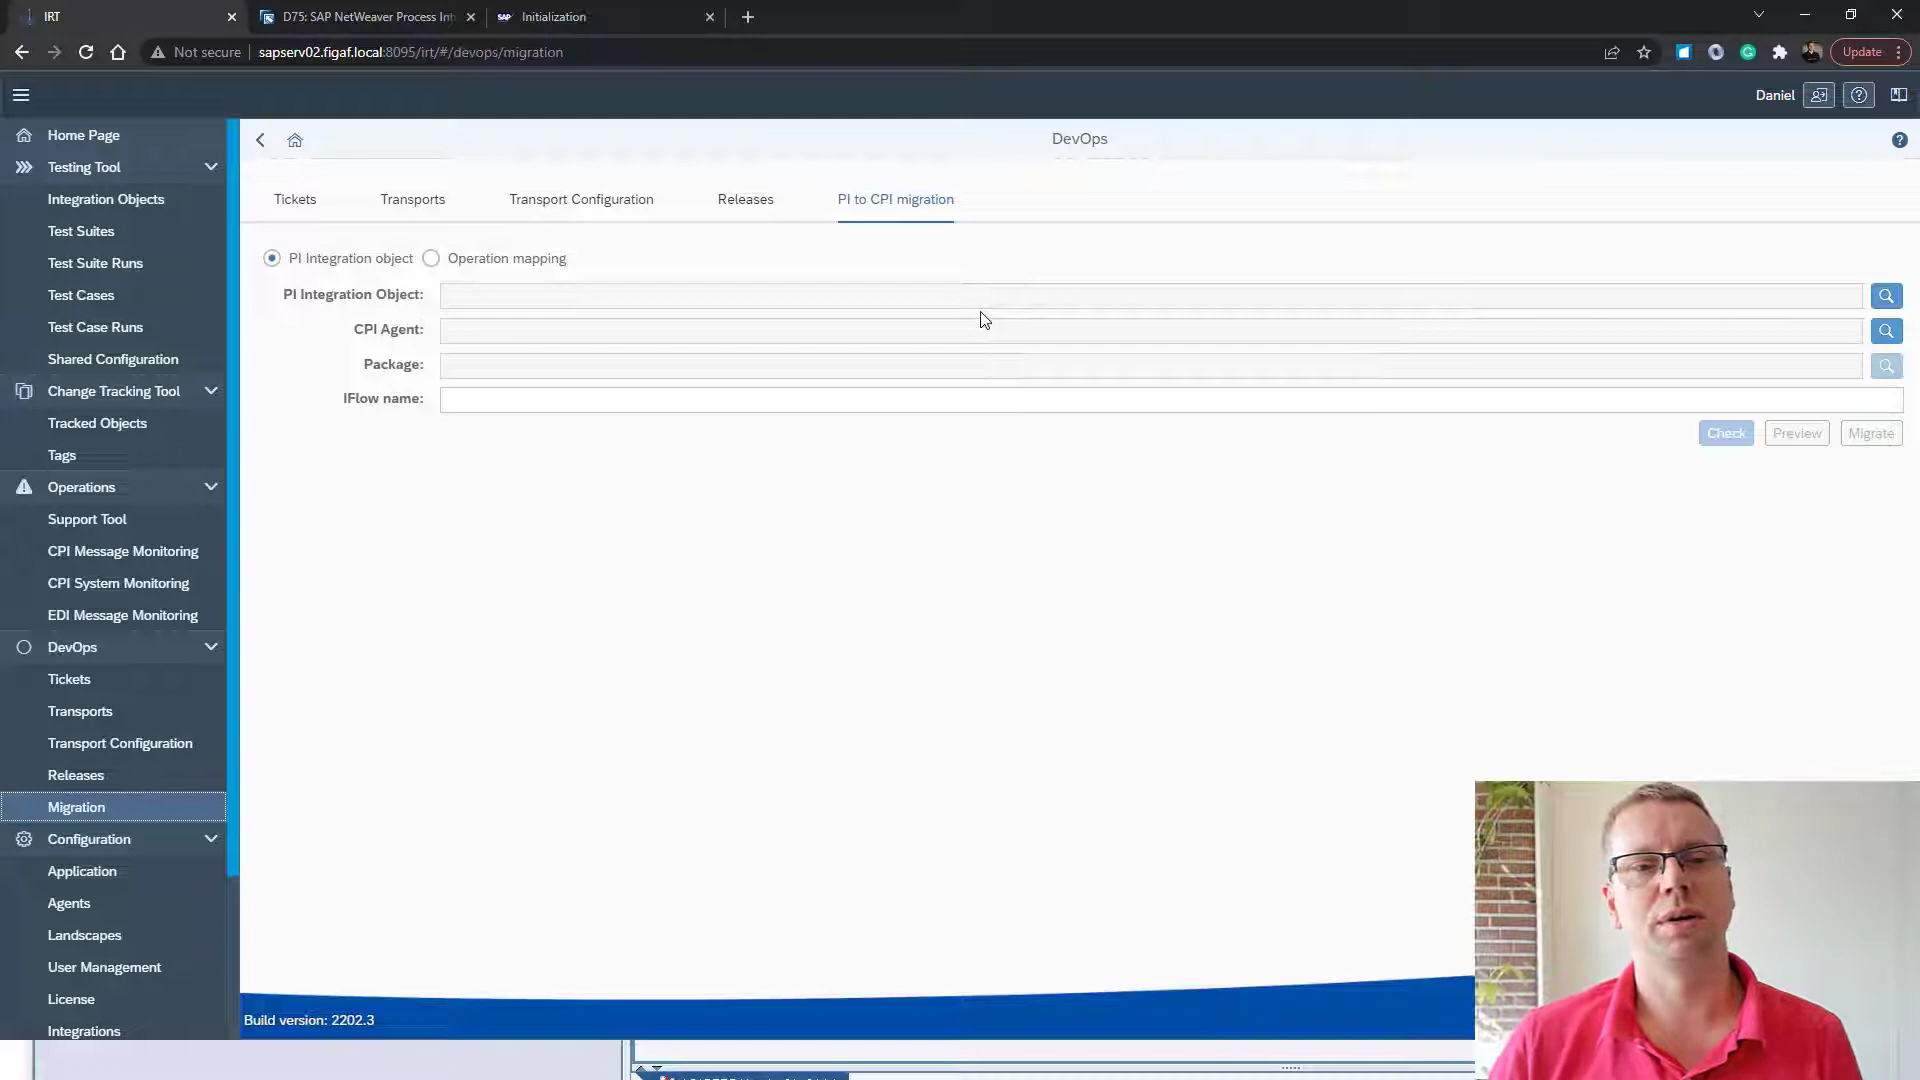 IRT
D75: SAP NetWeaver Process Int
SAP Initialization
Not secure
sapserv02.figaf.local:8095/irt/#/devops/migration
Update
Daniel
Home Page
Testing Tool
Integration Objects
Test Suites
Test Suite Runs
Test Cases
Test Case Runs
Shared Configuration
Change Tracking Tool
Tracked Objects
Tags
Operations
Support Tool
CPI Message Monitoring
CPI System Monitoring
EDI Message Monitoring
DevOps
Tickets
Transports
Transport Configuration
Releases
Migration
Configuration
Application
Agents
Landscapes
User Management
License
Integrations
DevOps
Tickets
Transports
Transport Configuration
Releases
PI to CPI migration
PI Integration object
Operation mapping
PI Integration Object:
CPI Agent:
Package:
IFlow name:
Check
Preview
Migrate
Build version: 2202.3